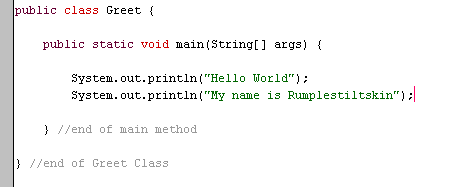 public class Greet {
public static void main(String[] args) {
System.out.println("Hello World");
System.out.println("My name is Rumplestiltskin");
} //end of main method
} //end of Greet Class